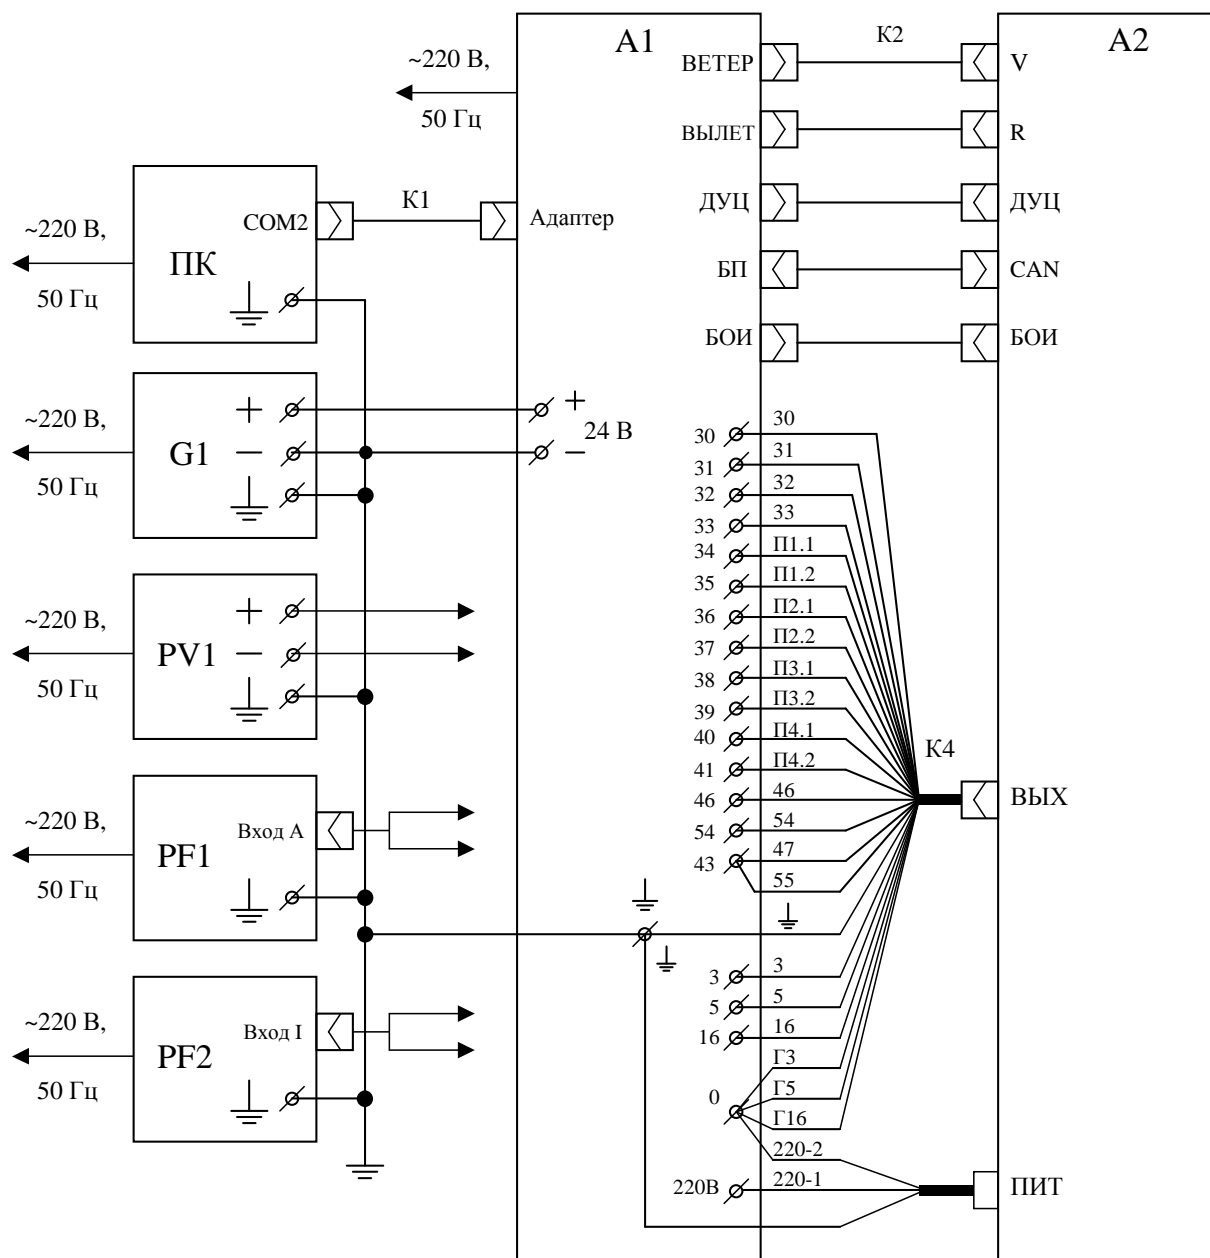 A1
К2
A2
~220 В,
50 Гц
ВЕТЕР
V
ВЫЛЕТ
R
ПК
COM2
К1
Адаптер
~220 В,
50 Гц
ДУЦ
ДУЦ
БП
CAN
БОИ
БОИ
~220 В,
50 Гц
G1
24 В
~220 В,
50 Гц
PV1
~220 В,
50 Гц
PF1
Вход А
~220 В,
50 Гц
PF2
Вход I
30 30
31 31
32 32
33 33
34 П1.1
35 П1.2
36 П2.1
37 П2.2
38 П3.1
39 П3.2
40 П4.1
41 П4.2
46 46
54 54
43 47
55
К4
ВЫХ
3 3
5 5
16 16
Г3
0 Г5
Г16
220-2
220В 220-1
ПИТ